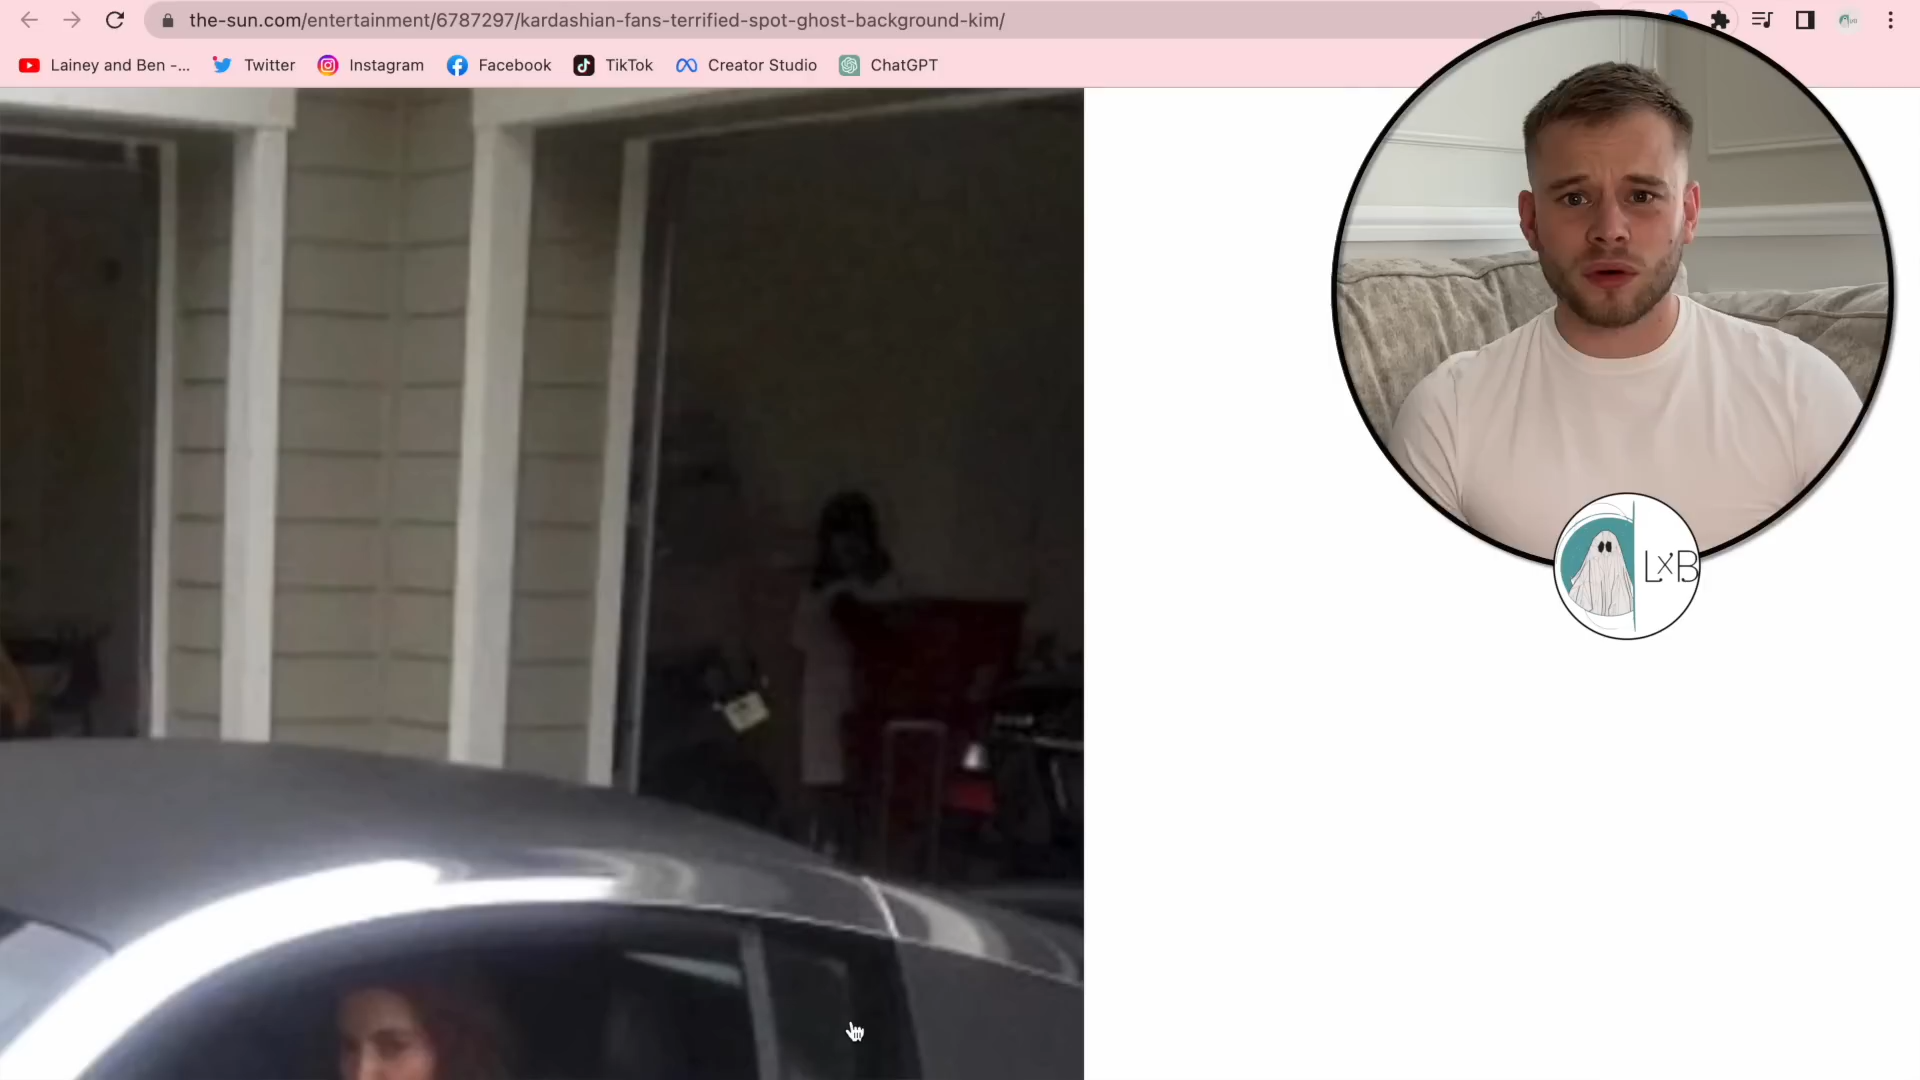 the-sun.com/entertainment/6787297/kardashian-fans-terrified-spot-ghost-background-kim/
Lainey and Ben -...
Twitter
Instagram
Facebook
TikTok
Creator Studio
ChatGPT
LxB